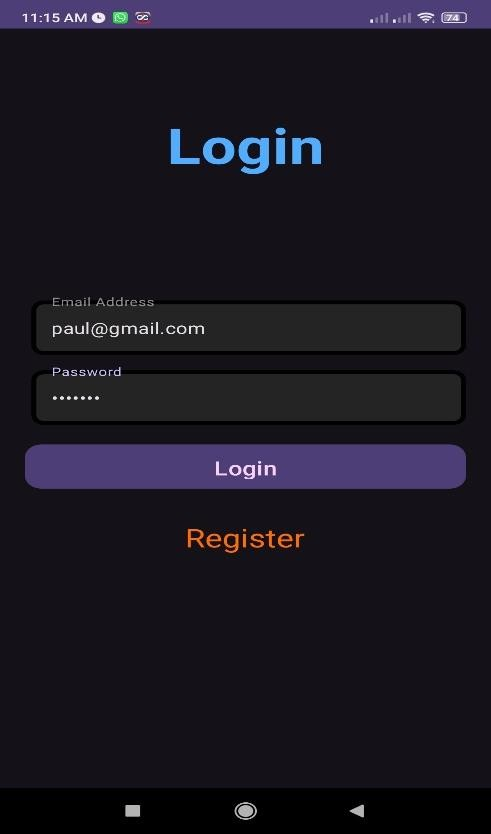 11:15 AM
74
Login
Email Address
paul@gmail.com
Password
•••••••
Login
Register